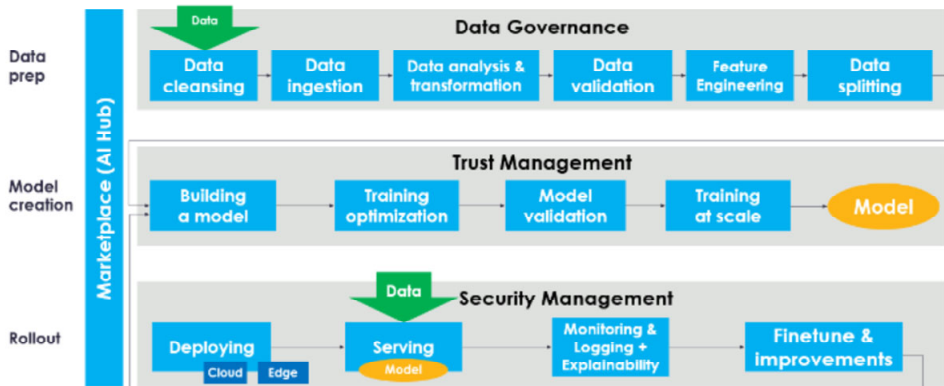 Data
Data Governance
Data
prep
Data
cleansing
Data
ingestion
Data analysis &
transformation
Data
validation
Feature
Engineering
Data
splitting
Marketplace (AI Hub)
Trust Management
Model
creation
Building
a model
Training
optimization
Model
validation
Training
at scale
Model
Data
Security Management
Rollout
Deploying
Cloud
Edge
Serving
Model
Monitoring &
Logging +
Explainability
Finetune &
improvements